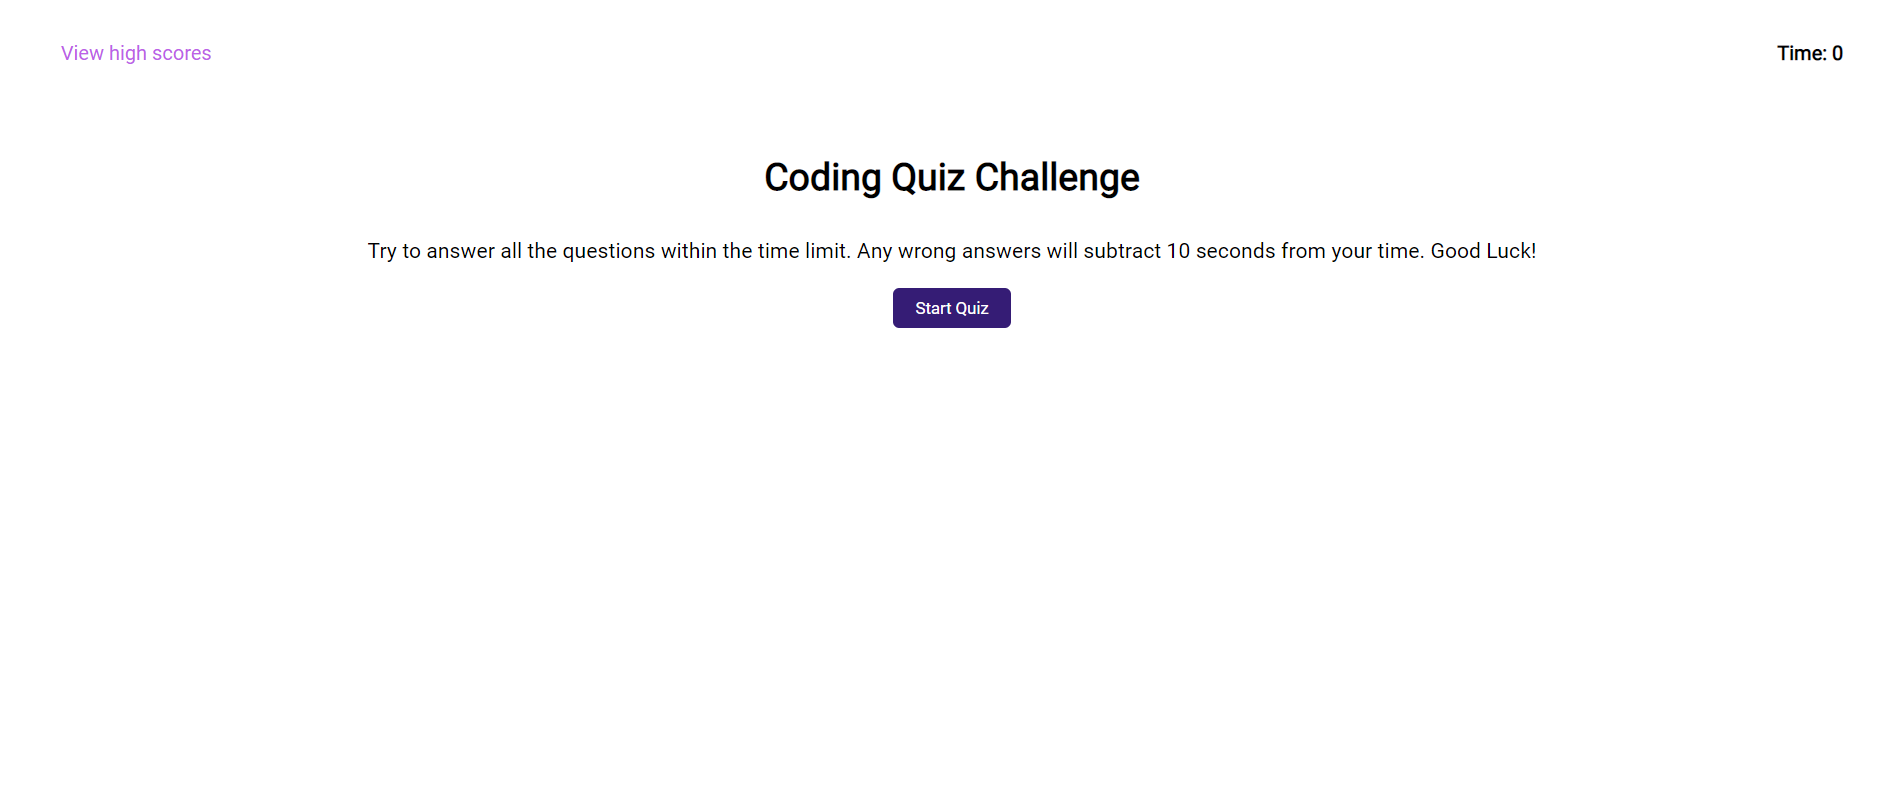 View high scores
Time: 0
Coding Quiz Challenge
Try to answer all the questions within the time limit. Any wrong answers will subtract 10 seconds from your time. Good Luck!
Start Quiz